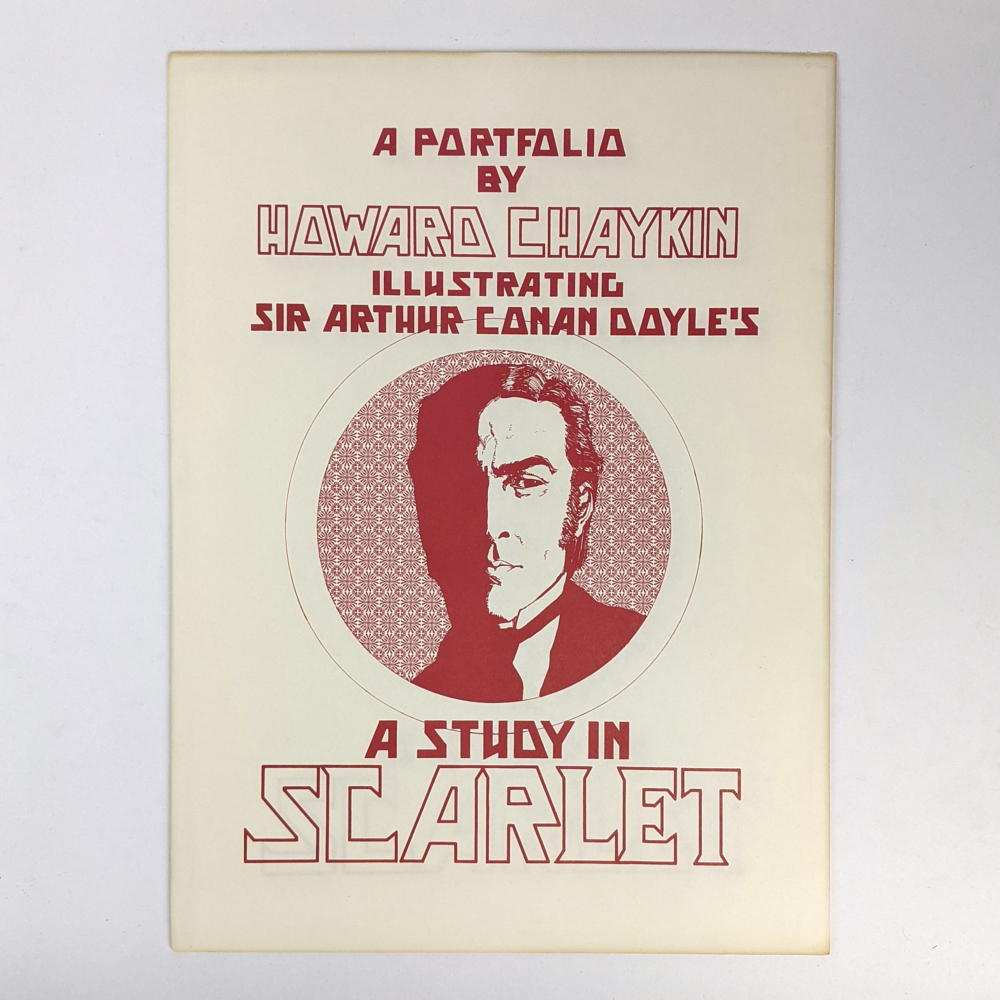 A PORTFOLIO
BY
HOWARD CHAYKIN
ILLUSTRATING
SIR ARTHUR CONAN DOYLE'S
A STUDY IN
SCARLET